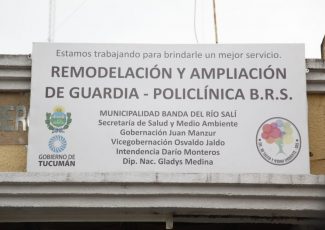 Estamos trabajando para brindarle un mejor servicio.
REMODELACIÓN Y AMPLIACIÓN
DE GUARDIA - POLICLÍNICA B.R.S.
MUNICIPALIDAD BANDA DEL RÍO SALÍ
Secretaría de Salud y Medio Ambiente
Gobernación Juan Manzur
Vicegobernación Osvaldo Jaldo
Intendencia Darío Monteros
Dip. Nac. Gladys Medina
GOBIERNO DE
TUCUMÁN